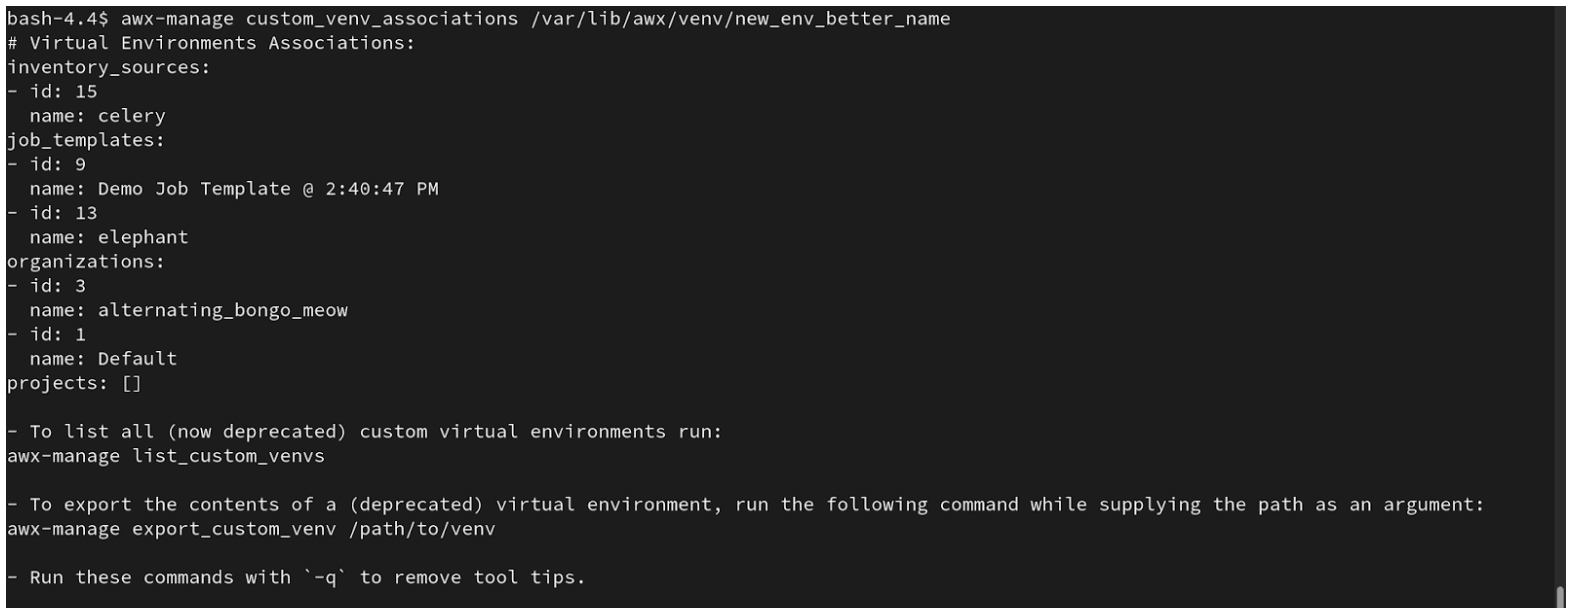 bash-4.4$ awx-manage custom_venv_associations /var/lib/awx/venv/new_env_better_name
# Virtual Environments Associations:
inventory_sources:
- id: 15
  name: celery
job_templates:
- id: 9
  name: Demo Job Template @ 2:40:47 PM
- id: 13
  name: elephant
organizations:
- id: 3
  name: alternating_bongo_meow
- id: 1
  name: Default
projects: []

- To list all (now deprecated) custom virtual environments run:
awx-manage list_custom_venvs

- To export the contents of a (deprecated) virtual environment, run the following command while supplying the path as an argument:
awx-manage export_custom_venv /path/to/venv

- Run these commands with `-q` to remove tool tips.